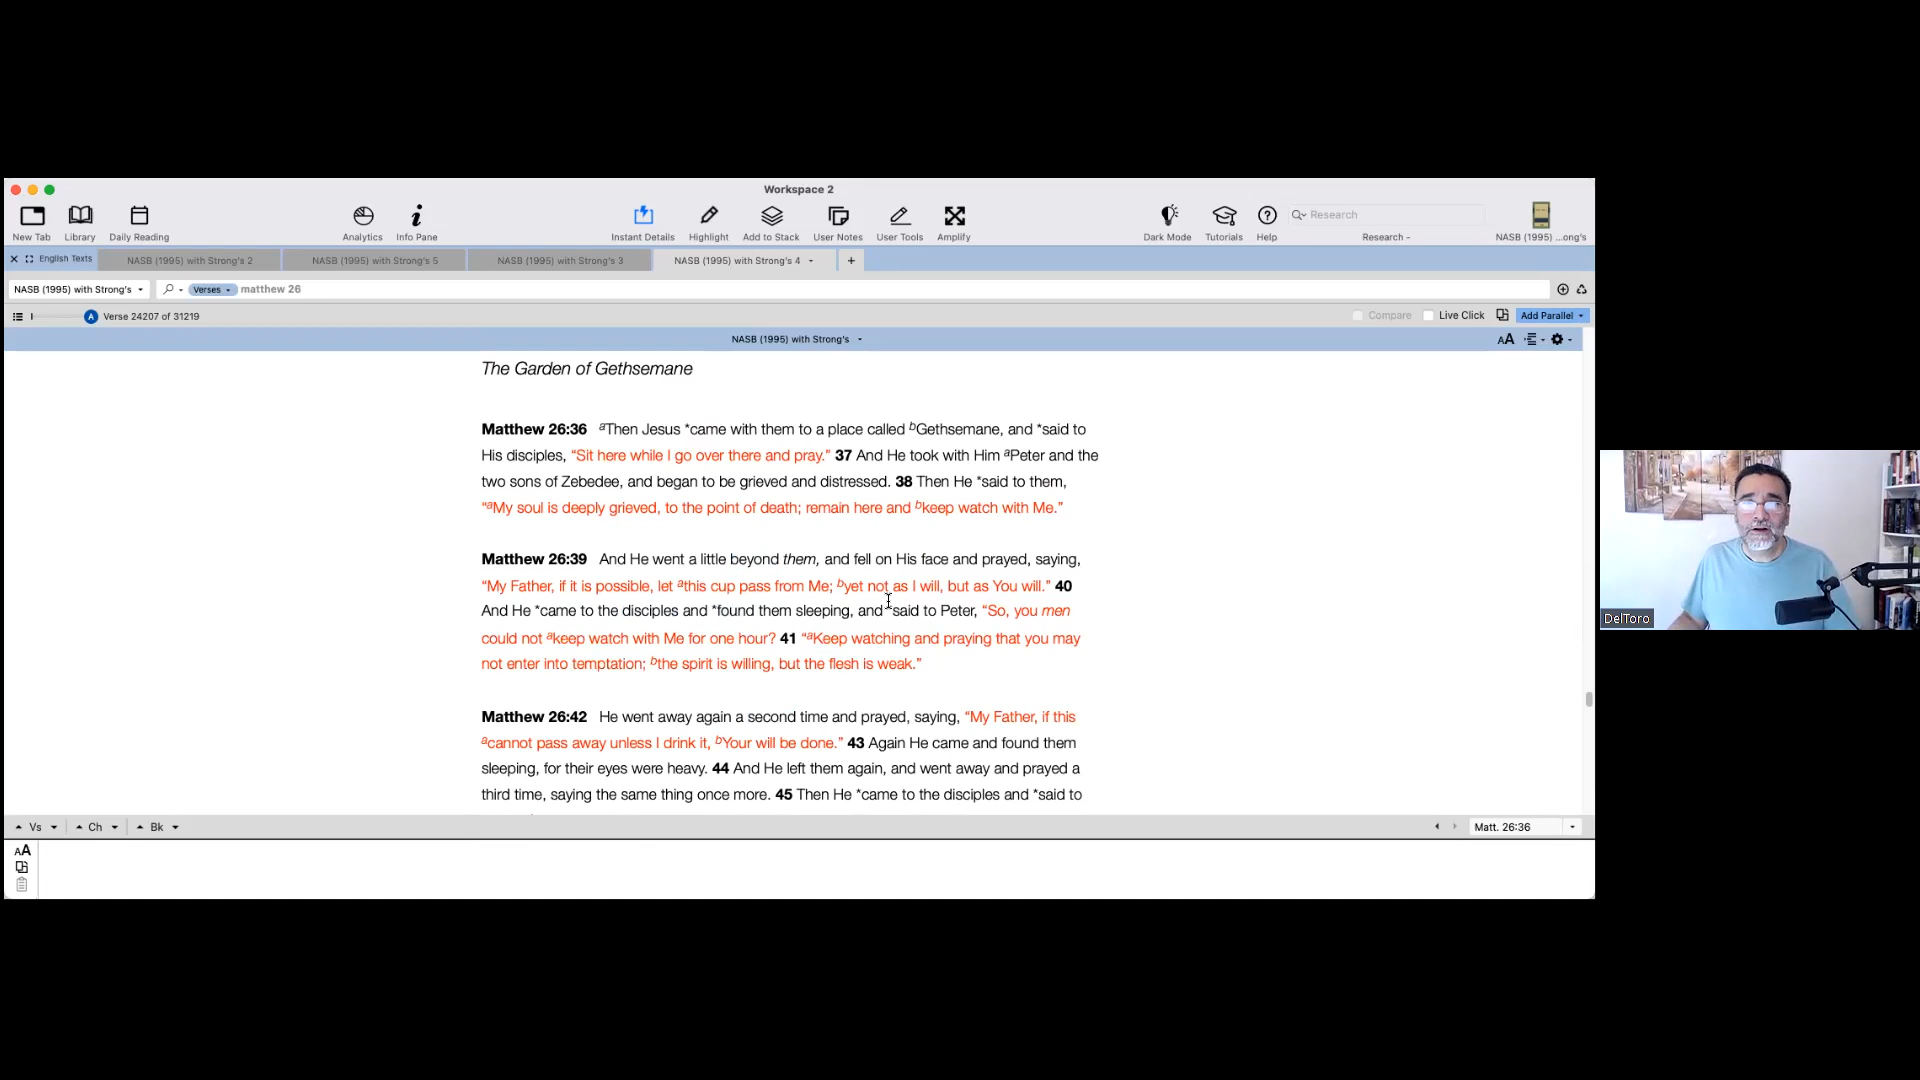 Workspace 2
New Tab Library Daily Reading Analytics Info Pane Instant Details Highlight Add to Stack User Notes User Tools Amplify Dark Mode Tutorials Help Research Research NASB (1995) ...ong's
English Texts NASB (1995) with Strong's 2 NASB (1995) with Strong's 5 NASB (1995) with Strong's 3 NASB (1995) with Strong's 4 +
NASB (1995) with Strong's Verses matthew 26
A Verse 24207 of 31219 Compare Live Click Add Parallel
NASB (1995) with Strong's AA
The Garden of Gethsemane
Matthew 26:36 aThen Jesus *came with them to a place called bGethsemane, and *said to
His disciples, “Sit here while I go over there and pray.” 37 And He took with Him aPeter and the
two sons of Zebedee, and began to be grieved and distressed. 38 Then He *said to them,
“aMy soul is deeply grieved, to the point of death; remain here and bkeep watch with Me.”
Matthew 26:39 And He went a little beyond them, and fell on His face and prayed, saying,
“My Father, if it is possible, let athis cup pass from Me; byet not as I will, but as You will.” 40
And He *came to the disciples and *found them sleeping, and *said to Peter, “So, you men
could not akeep watch with Me for one hour? 41 “aKeep watching and praying that you may
not enter into temptation; bthe spirit is willing, but the flesh is weak.”
Matthew 26:42 He went away again a second time and prayed, saying, “My Father, if this
acannot pass away unless I drink it, bYour will be done.” 43 Again He came and found them
sleeping, for their eyes were heavy. 44 And He left them again, and went away and prayed a
third time, saying the same thing once more. 45 Then He *came to the disciples and *said to
Vs Ch Bk Matt. 26:36
AA
DelToro